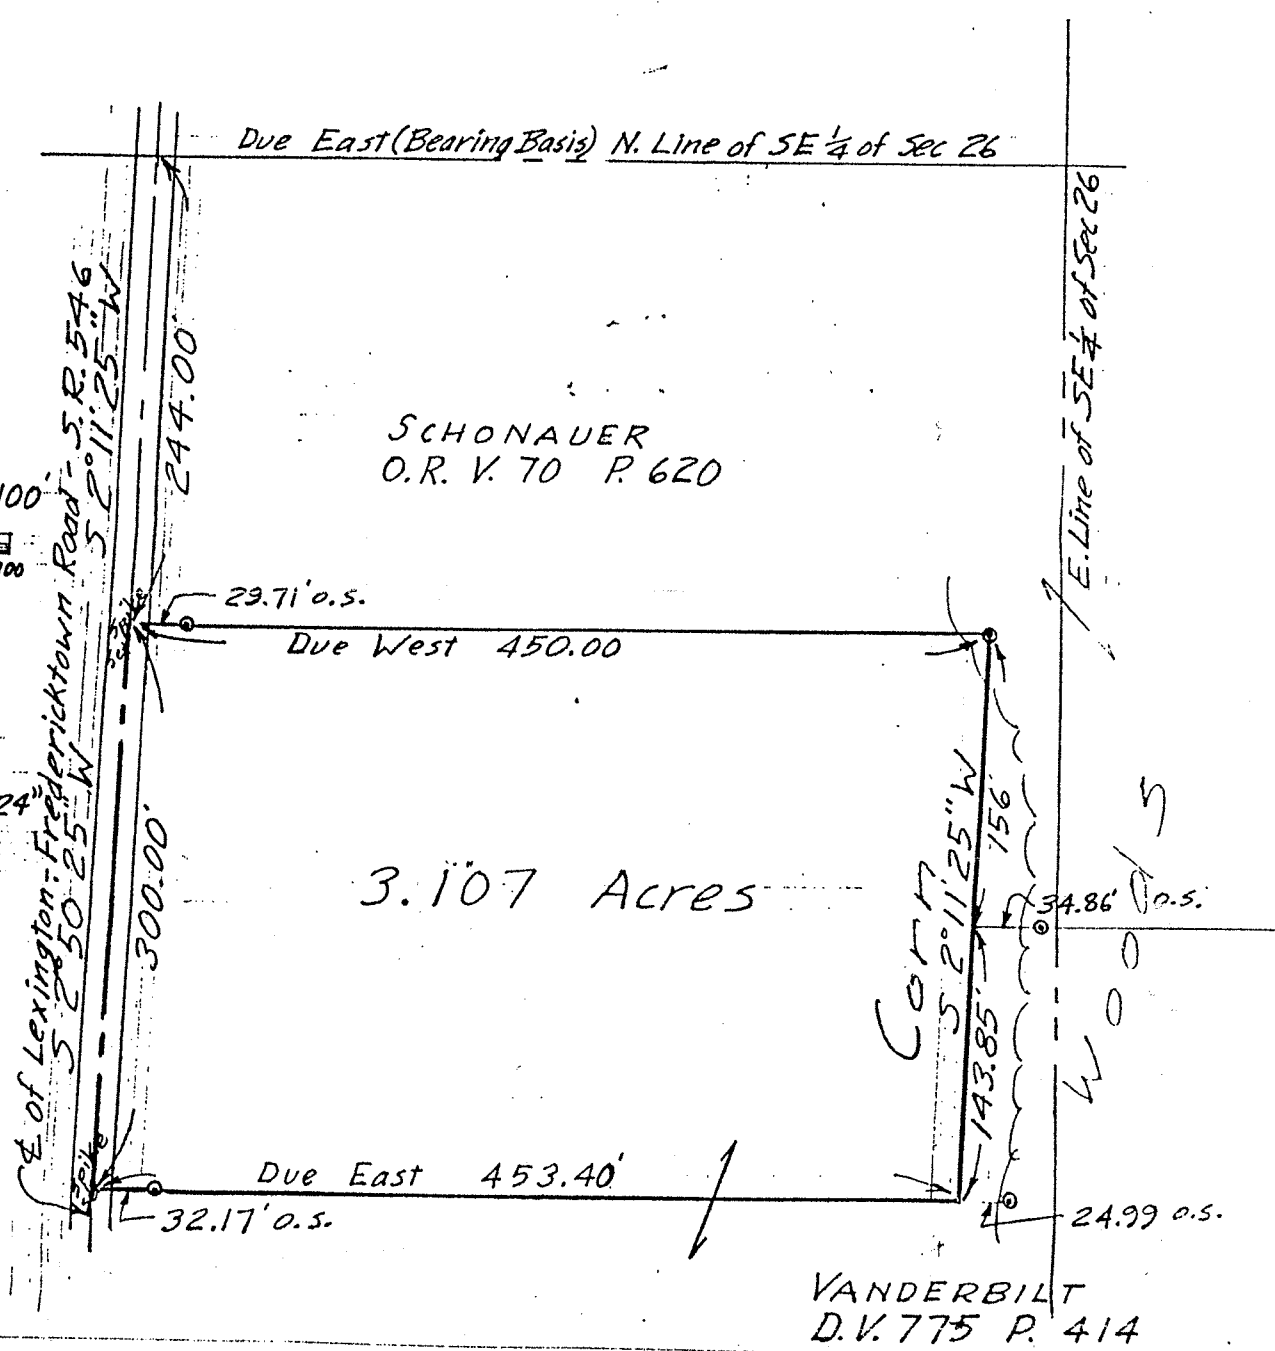 Due East (Bearing Basis) N. Line of SE ¼ of Sec 26
E. Line of SE ¼ of Sec 26
℄ of Lexington-Fredericktown Road - S.R. 546
S 2°11'25" W
244.00'
SCHONAUER
O.R. V. 70 P. 620
100'
100
Spike
29.71' o.s.
Due West 450.00
24"
S 2°50'25" W
300.00'
3.107 Acres
Corn
S 2°11'25" W
156'
34.86' o.s.
Woods
143.85'
Spike
Due East 453.40'
32.17' o.s.
24.99 o.s.
VANDERBILT
D.V. 775 P. 414